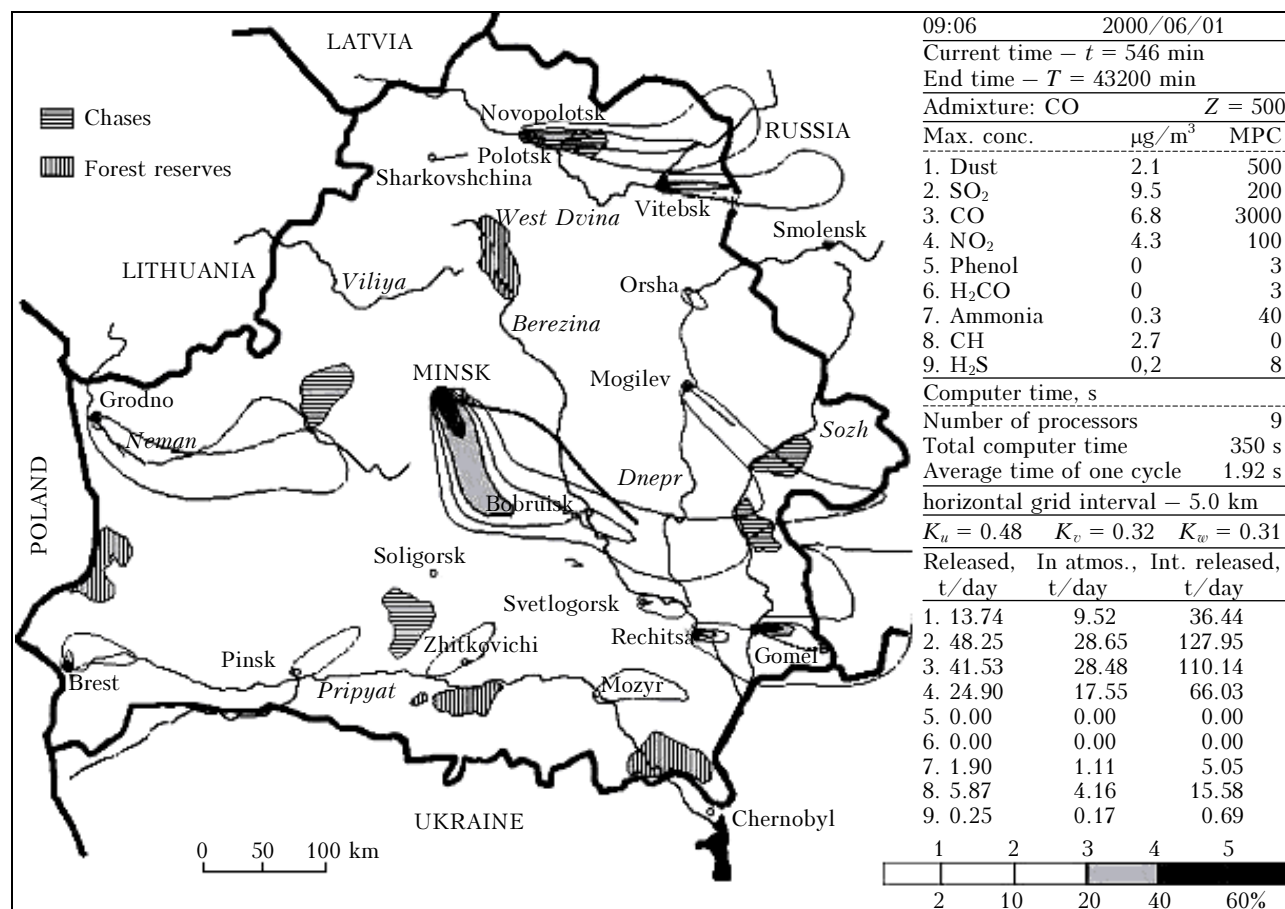 LATVIA
Chases
Forest reserves
Novopolotsk
RUSSIA
Polotsk
Sharkovshchina
Vitebsk
West Dvina
Smolensk
LITHUANIA
Viliya
Orsha
Berezina
MINSK
Mogilev
Grodno
Neman
Sozh
Dnepr
POLAND
Bobruisk
Soligorsk
Svetlogorsk
Rechitsa
Zhitkovichi
Gomel
Pinsk
Brest
Pripyat
Mozyr
Chernobyl
UKRAINE
0 50 100 km
09:06 2000/06/01
Current time – t = 546 min
End time – T = 43200 min
Admixture: CO Z = 500
Max. conc. μg/m³ MPC
1. Dust 2.1 500
2. SO₂ 9.5 200
3. CO 6.8 3000
4. NO₂ 4.3 100
5. Phenol 0 3
6. H₂CO 0 3
7. Ammonia 0.3 40
8. CH 2.7 0
9. H₂S 0,2 8
Computer time, s
Number of processors 9
Total computer time 350 s
Average time of one cycle 1.92 s
horizontal grid interval – 5.0 km
Kᵤ = 0.48 Kᵥ = 0.32 K_w = 0.31
Released, In atmos., Int. released,
t/day t/day t/day
1. 13.74 9.52 36.44
2. 48.25 28.65 127.95
3. 41.53 28.48 110.14
4. 24.90 17.55 66.03
5. 0.00 0.00 0.00
6. 0.00 0.00 0.00
7. 1.90 1.11 5.05
8. 5.87 4.16 15.58
9. 0.25 0.17 0.69
1 2 3 4 5
2 10 20 40 60%